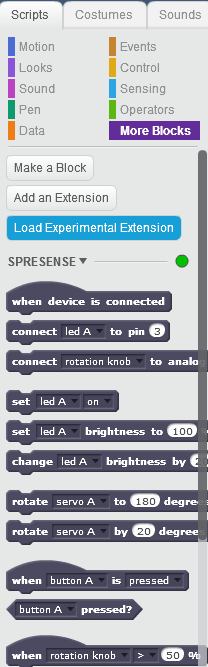 Scripts Costumes Sounds
Motion Events
Looks Control
Sound Sensing
Pen Operators
Data More Blocks
Make a Block
Add an Extension
Load Experimental Extension
SPRESENSE
when device is connected
connect led A to pin 3
connect rotation knob to analog
set led A on
set led A brightness to 100
change led A brightness by
rotate servo A to 180 degree
rotate servo A by 20 degree
when button A is pressed
button A pressed?
when rotation knob > 50 %